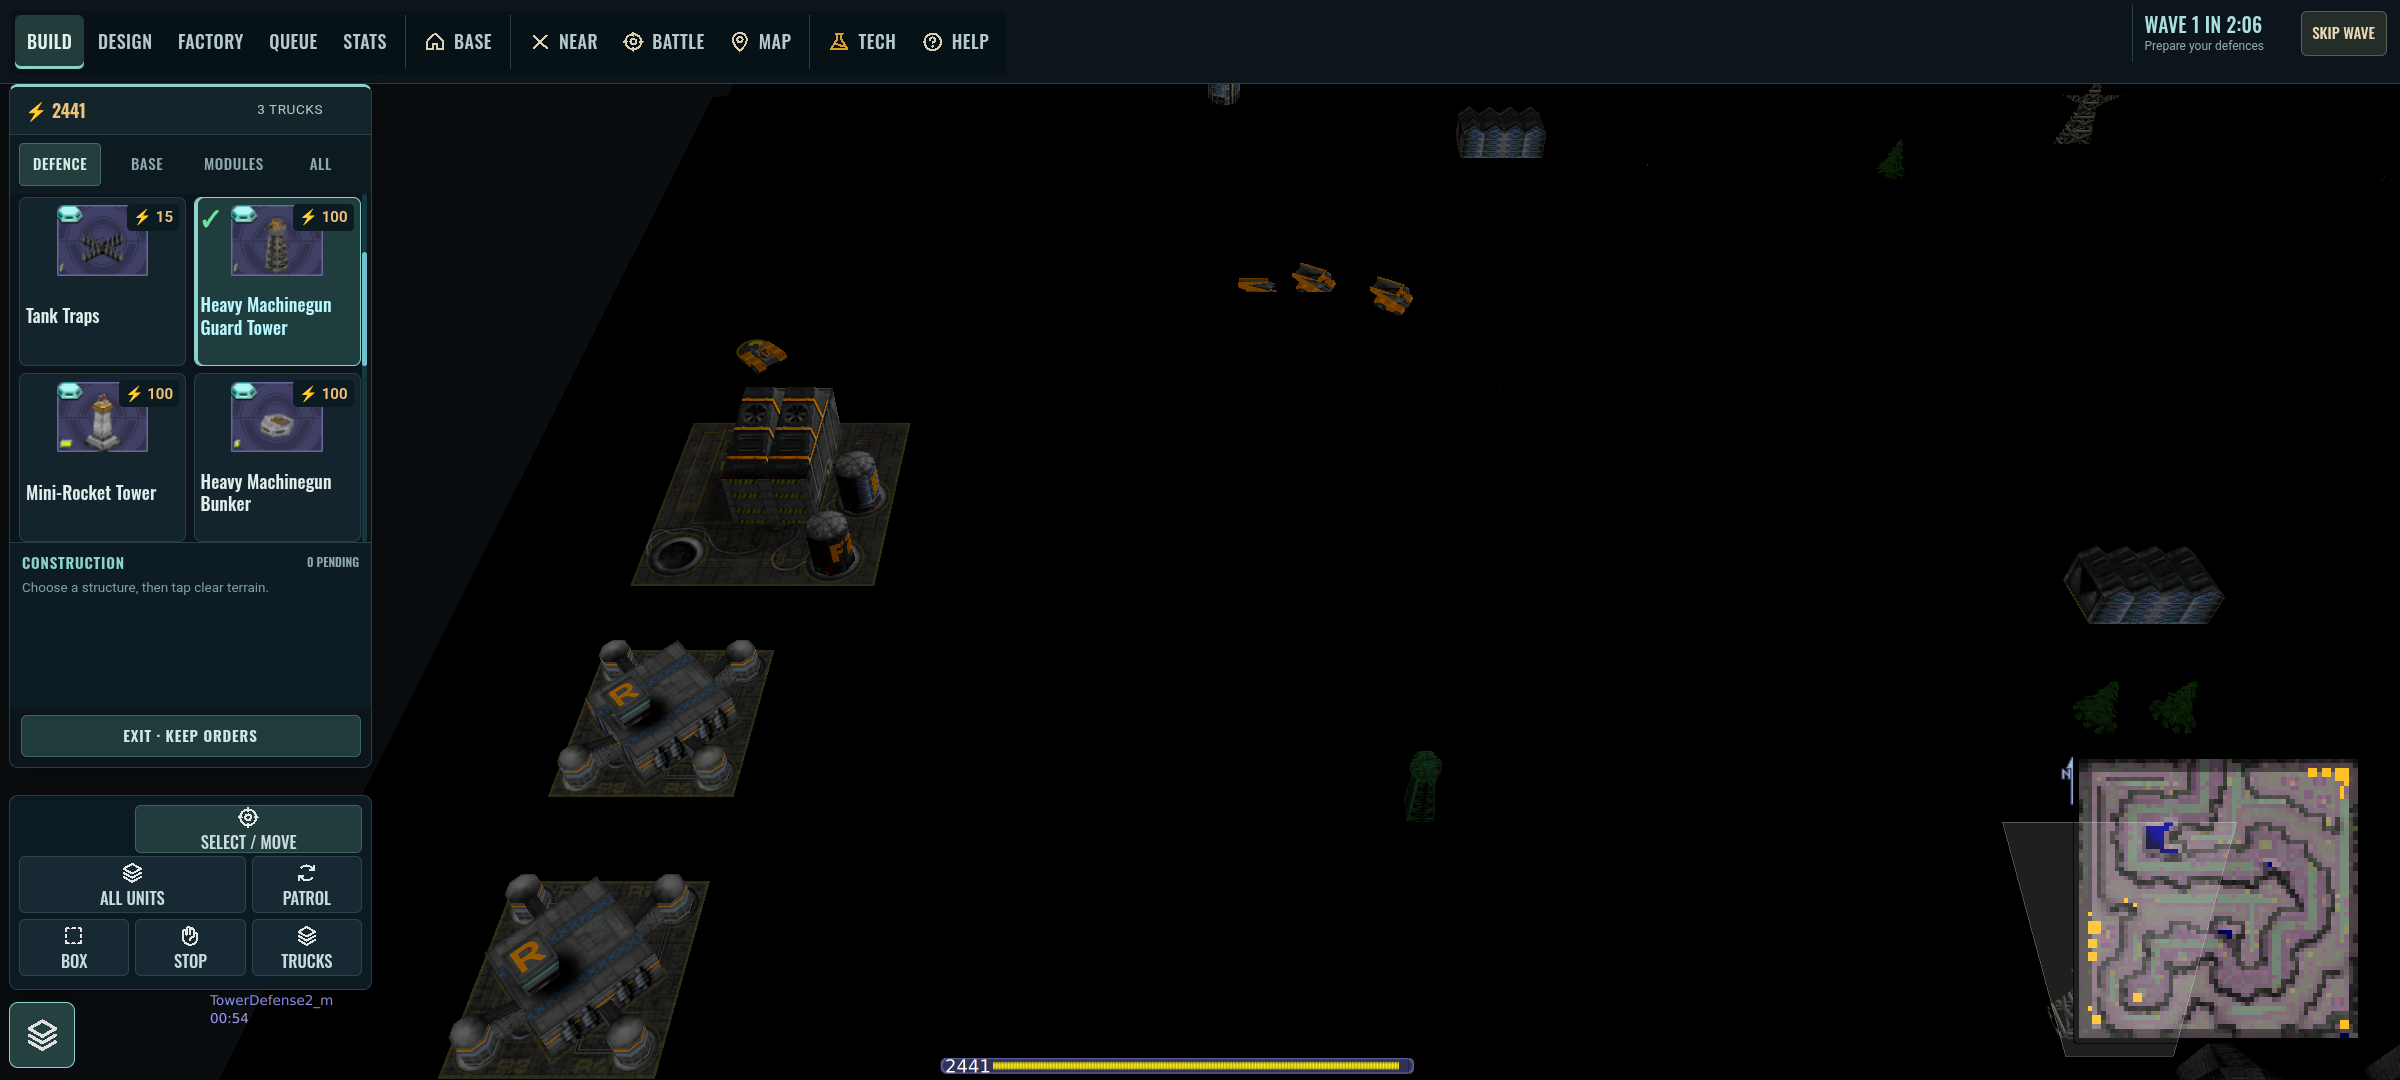 BUILD
DESIGN
FACTORY
QUEUE
STATS
BASE
NEAR
BATTLE
MAP
TECH
HELP
WAVE 1 IN 2:06
Prepare your defences
SKIP WAVE
2441
3 TRUCKS
DEFENCE
BASE
MODULES
ALL
15
Tank Traps
100
Heavy Machinegun
Guard Tower
100
Mini-Rocket Tower
100
Heavy Machinegun
Bunker
CONSTRUCTION
0 PENDING
Choose a structure, then tap clear terrain.
EXIT · KEEP ORDERS
SELECT / MOVE
ALL UNITS
PATROL
BOX
STOP
TRUCKS
TowerDefense2_m
00:54
R
R
N
2441